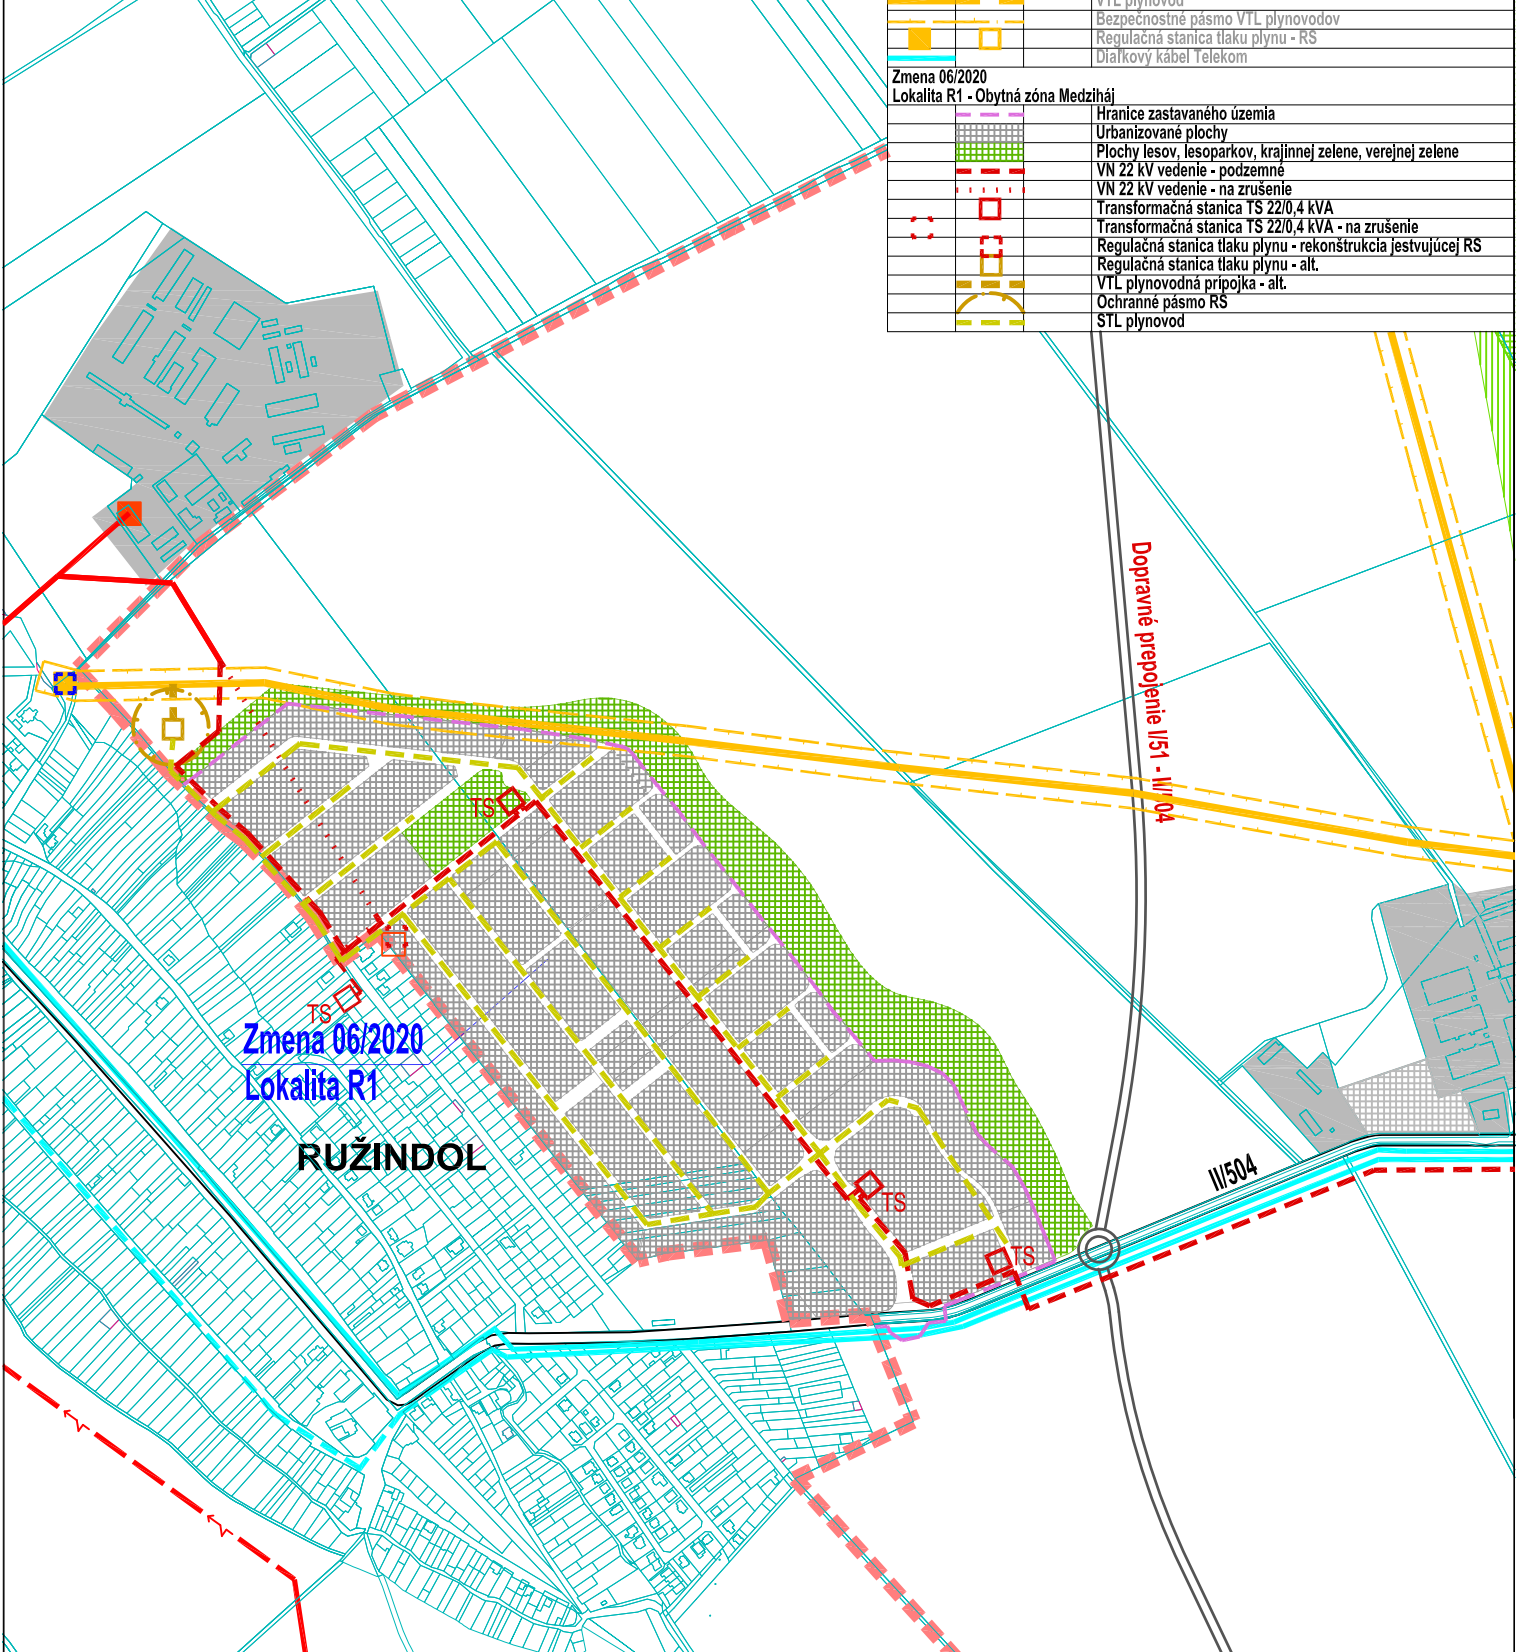 VTL plynovod
Bezpečnostné pásmo VTL plynovodov
Regulačná stanica tlaku plynu - RS
Diaľkový kábel Telekom
Zmena 06/2020
Lokalita R1 - Obytná zóna Medziháj
Hranice zastavaného územia
Urbanizované plochy
Plochy lesov, lesoparkov, krajinnej zelene, verejnej zelene
VN 22 kV vedenie - podzemné
VN 22 kV vedenie - na zrušenie
Transformačná stanica TS 22/0,4 kVA
Transformačná stanica TS 22/0,4 kVA - na zrušenie
Regulačná stanica tlaku plynu - rekonštrukcia jestvujúcej RS
Regulačná stanica tlaku plynu - alt.
VTL plynovodná prípojka - alt.
Ochranné pásmo RS
STL plynovod
Dopravné prepojenie I/51 - II/504
TS
TS
Zmena 06/2020
Lokalita R1
RUŽINDOL
II/504
TS
TS